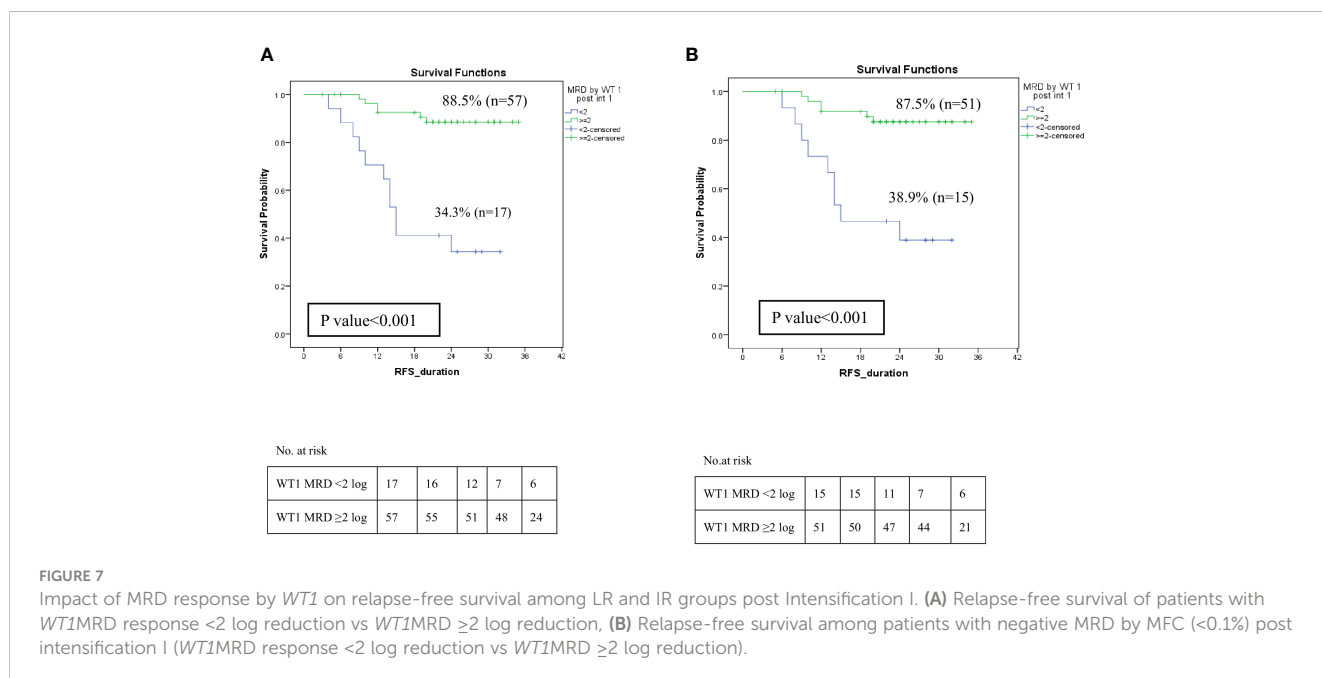 A
Survival Functions
MRD by WT 1
post int 1
<2
>=2
<2-censored
>=2-censored
88.5% (n=57)
34.3% (n=17)
P value<0.001
Survival Probability
1.0
0.8
0.6
0.4
0.2
0.0
0 6 12 18 24 30 36 42
RFS_duration
No. at risk
WT1 MRD <2 log 17 16 12 7 6
WT1 MRD ≥2 log 57 55 51 48 24
B
Survival Functions
MRD by WT 1
post int 1
<2
>=2
<2-censored
>=2-censored
87.5% (n=51)
38.9% (n=15)
P value<0.001
Survival Probability
1.0
0.8
0.6
0.4
0.2
0.0
0 6 12 18 24 30 36 42
RFS_duration
No.at risk
WT1 MRD <2 log 15 15 11 7 6
WT1 MRD ≥2 log 51 50 47 44 21
FIGURE 7
Impact of MRD response by WT1 on relapse-free survival among LR and IR groups post Intensification I. (A) Relapse-free survival of patients with
WT1MRD response <2 log reduction vs WT1MRD ≥2 log reduction, (B) Relapse-free survival among patients with negative MRD by MFC (<0.1%) post
intensification I (WT1MRD response <2 log reduction vs WT1MRD ≥2 log reduction).